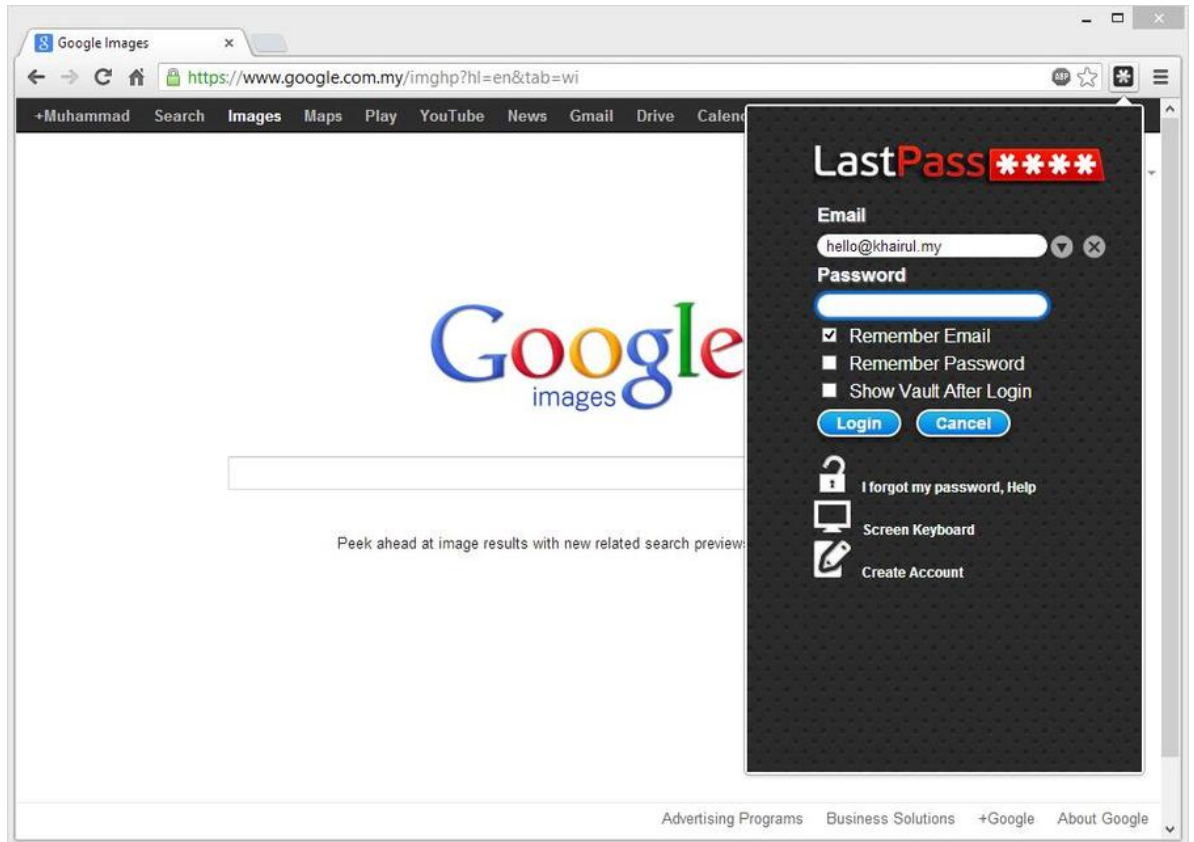 Google Images
https://www.google.com.my/imghp?hl=en&tab=wi
ABP
+Muhammad Search Images Maps Play YouTube News Gmail Drive
LastPass ****
Email
hello@khairul.my
Password
Remember Email
Remember Password
Show Vault After Login
Login Cancel
I forgot my password, Help
Screen Keyboard
Create Account
Google
images
Peek ahead at image results with new related search
Advertising Programs Business Solutions +Google About Google